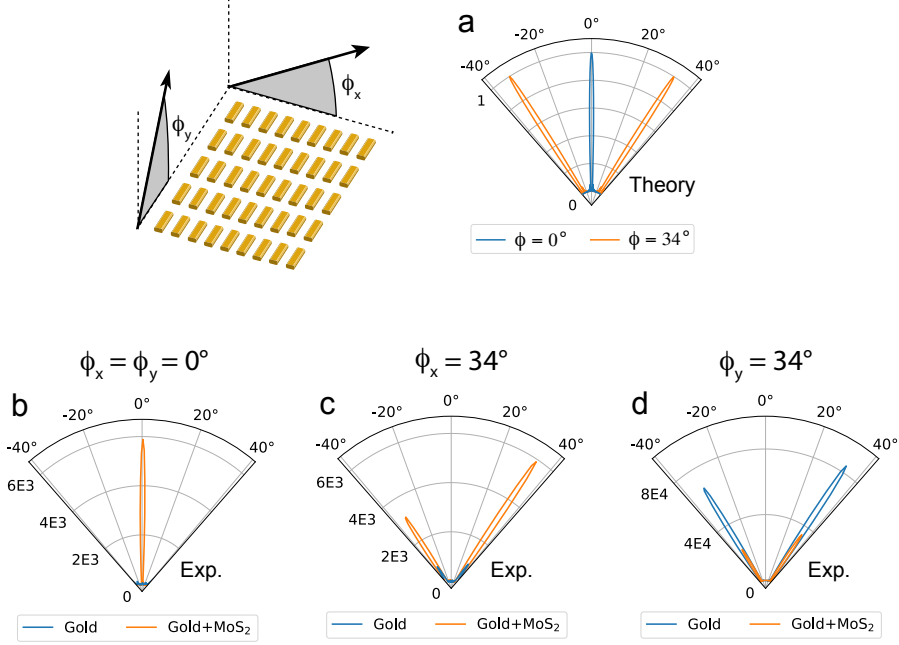 ϕx
ϕy
a
-40° -20° 0° 20° 40°
1
0
Theory
ϕ = 0° ϕ = 34°
ϕx = ϕy = 0°
b
-40° -20° 0° 20° 40°
6E3
4E3
2E3
0
Exp.
Gold Gold+MoS2
ϕx = 34°
c
-40° -20° 0° 20° 40°
6E3
4E3
2E3
0
Exp.
Gold Gold+MoS2
ϕy = 34°
d
-40° -20° 0° 20° 40°
8E4
4E4
0
Exp.
Gold Gold+MoS2